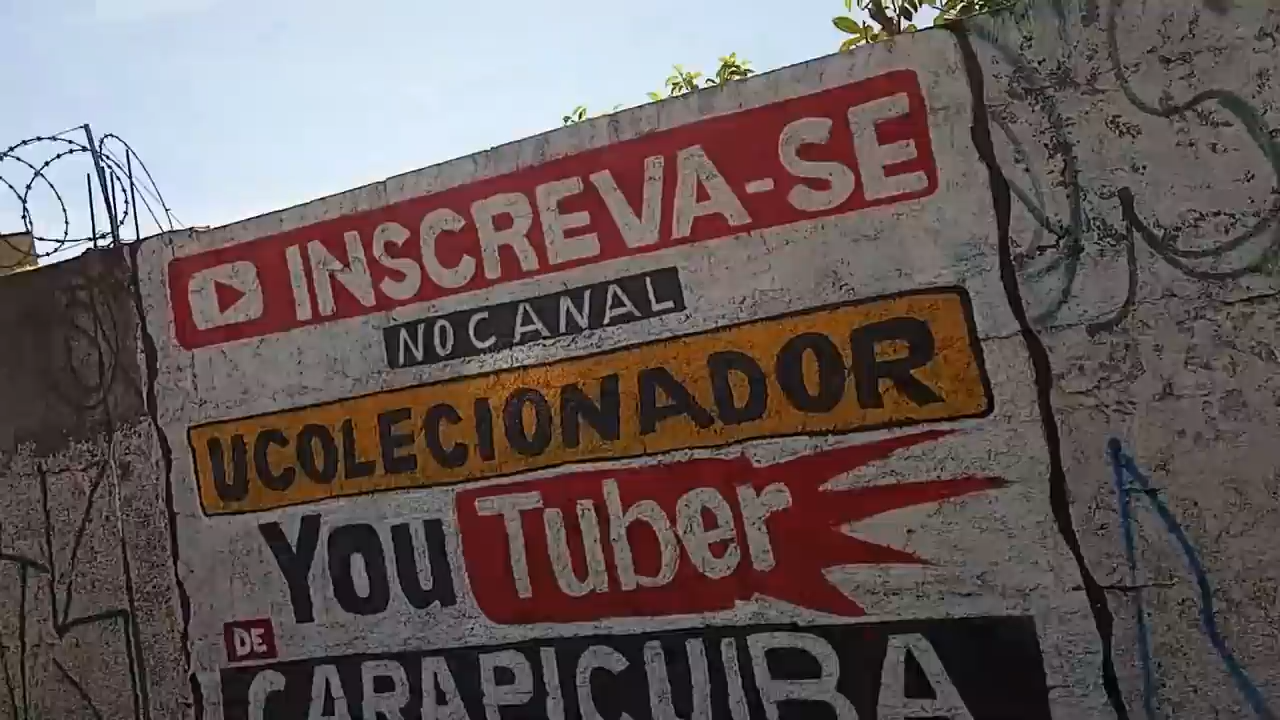 INSCREVA-SE
NO CANAL
UCOLECIONADOR
YouTuber
DE
CARAPICUIBA